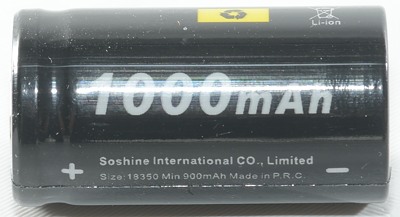 Li-ion
1000mAh
Soshine International CO., Limited
+ Size: 18350 Min 900mAh Made in P.R.C. -